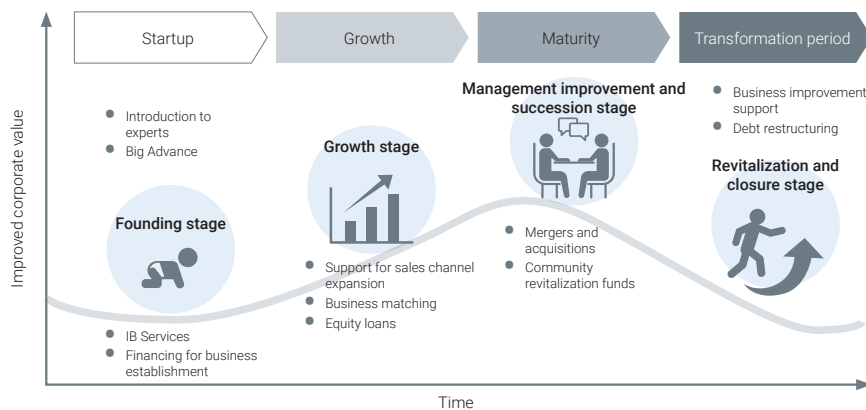 Startup
Growth
Maturity
Transformation period
Improved corporate value
Introduction to
experts
Big Advance
Founding stage
IB Services
Financing for business
establishment
Growth stage
Support for sales channel
expansion
Business matching
Equity loans
Management improvement and
succession stage
Mergers and
acquisitions
Community
revitalization funds
Business improvement
support
Debt restructuring
Revitalization and
closure stage
Time